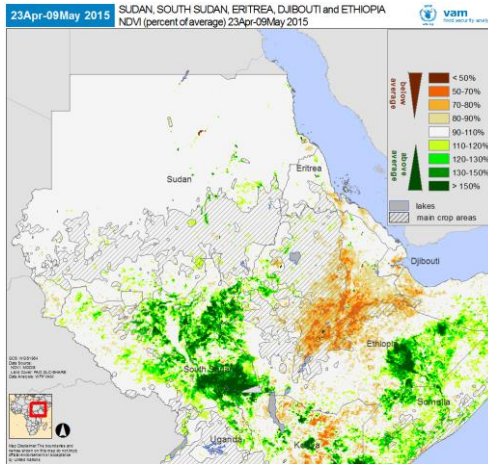 23Apr-09May 2015
SUDAN, SOUTH SUDAN, ERITREA, DJIBOUTI and ETHIOPIA
NDVI (percent of average) 23Apr-09May 2015
vam
food security analysis
below
average
above
average
< 50%
50-70%
70-80%
80-90%
90-110%
110-120%
120-130%
130-150%
> 150%
lakes
main crop areas
Sudan
Eritrea
Djibouti
Ethiopia
South Sudan
Somalia
Uganda
Kenya
Data Source: